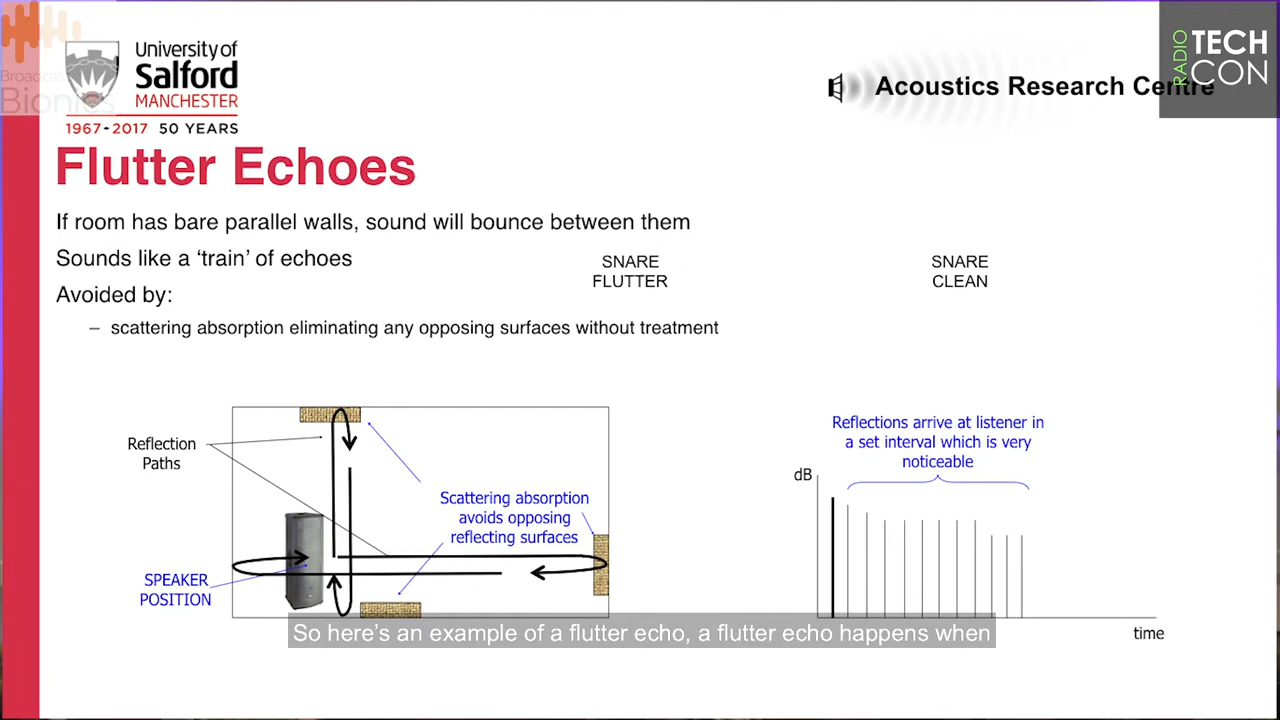 Broadcast
Bionics
University of
Salford
MANCHESTER
1967-2017 50 YEARS
Acoustics Research Centre
RADIO
TECH
CON
Flutter Echoes
If room has bare parallel walls, sound will bounce between them
Sounds like a ‘train’ of echoes
Avoided by:
– scattering absorption eliminating any opposing surfaces without treatment
SNARE
FLUTTER
SNARE
CLEAN
Reflection
Paths
Scattering absorption
avoids opposing
reflecting surfaces
SPEAKER
POSITION
Reflections arrive at listener in
a set interval which is very
noticeable
dB
time
So here's an example of a flutter echo, a flutter echo happens when